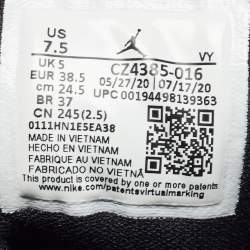 US
7.5
VY
UK 5
EUR 38.5
cm 24.5
BR 37
CN 245(2.5)
CZ4385-016
05/27/20 07/17/20
UPC 00194498139363
0111HN1E5EA38
MADE IN VIETNAM
HECHO EN VIETNAM
FABRIQUE AU VIETNAM
FABRICADO NO VIETNÃ
This product is covered by one or more patents.
www.nike.com/patentsvirtualmarking